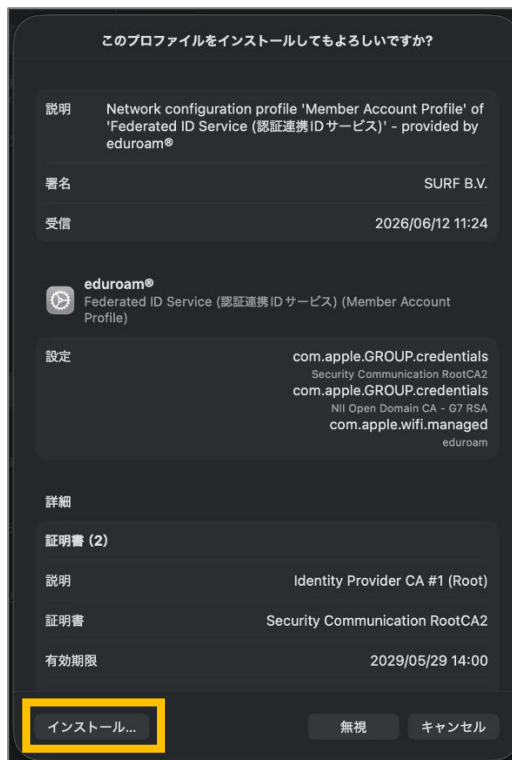 このプロファイルをインストールしてもよろしいですか?
説明
Network configuration profile 'Member Account Profile' of
'Federated ID Service (認証連携IDサービス)' - provided by
eduroam®
署名
SURF B.V.
受信
2026/06/12 11:24
eduroam®
Federated ID Service (認証連携IDサービス) (Member Account
Profile)
設定
com.apple.GROUP.credentials
Security Communication RootCA2
com.apple.GROUP.credentials
NII Open Domain CA - G7 RSA
com.apple.wifi.managed
eduroam
詳細
証明書 (2)
説明
Identity Provider CA #1 (Root)
証明書
Security Communication RootCA2
有効期限
2029/05/29 14:00
インストール...
無視
キャンセル